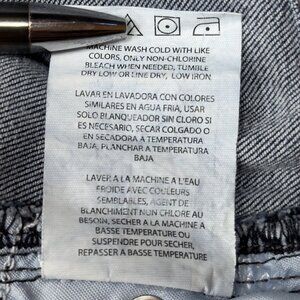 MACHINE WASH COLD WITH LIKE
COLORS, ONLY NON-CHLORINE
BLEACH WHEN NEEDED, TUMBLE
DRY LOW OR LINE DRY, LOW IRON.
LAVAR EN LAVADORA CON COLORES
SIMILARES EN AGUA FRIA, USAR
SOLO BLANQUEADOR SIN CLORO SI
ES NECESARIO, SECAR COLGADO O
EN SECADORA À TEMPERATURA
BAJA, PLANCHAR A TEMPERATURA
BAJA
LAVER A LA MACHINE A L'EAU
FROIDE AVEC COULEURS
SEMBLABLES, AGENT DE
BLANCHIMENT NON CHLORE AU
BESOIN, SECHER A LA MACHINE A
BASSE TEMPERATURE OU
SUSPENDRE POUR SECHER,
REPASSER A BASSE TEMPERATURE